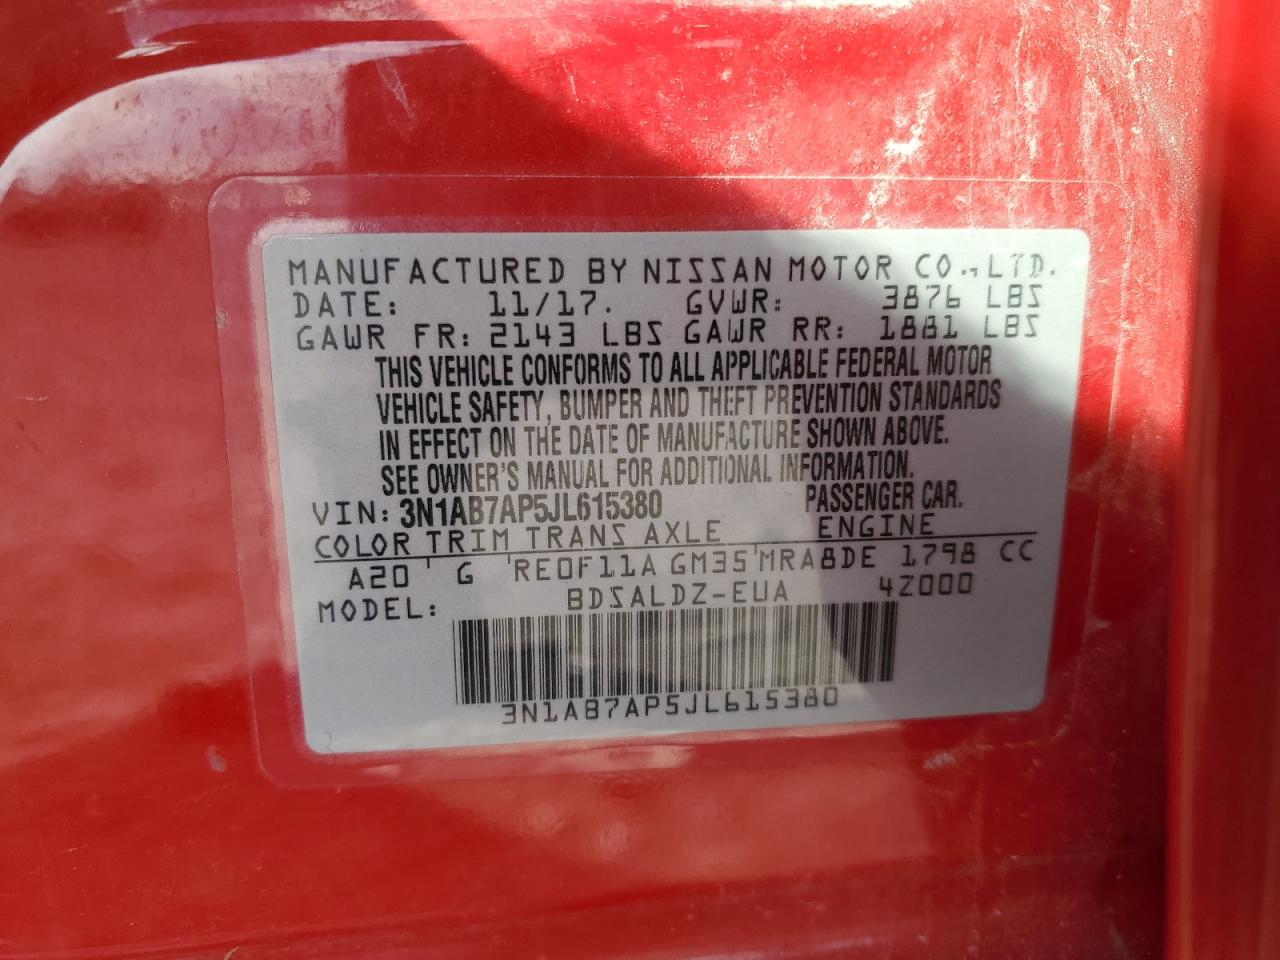 MANUFACTURED BY NISSAN MOTOR CO., LTD.
DATE: 11/17. GVWR: 3876 LBS
GAWR FR: 2143 LBS GAWR RR: 1881 LBS
THIS VEHICLE CONFORMS TO ALL APPLICABLE FEDERAL MOTOR
VEHICLE SAFETY, BUMPER AND THEFT PREVENTION STANDARDS
IN EFFECT ON THE DATE OF MANUFACTURE SHOWN ABOVE.
SEE OWNER'S MANUAL FOR ADDITIONAL INFORMATION.
VIN: 3N1AB7AP5JL615380 PASSENGER CAR.
COLOR TRIM TRANS AXLE ENGINE
A20 ' G ' RE0F11A GM35 ' MRA8DE 1798 CC
MODEL: BDSALDZ-EUA 4Z000
3N1AB7AP5JL615380